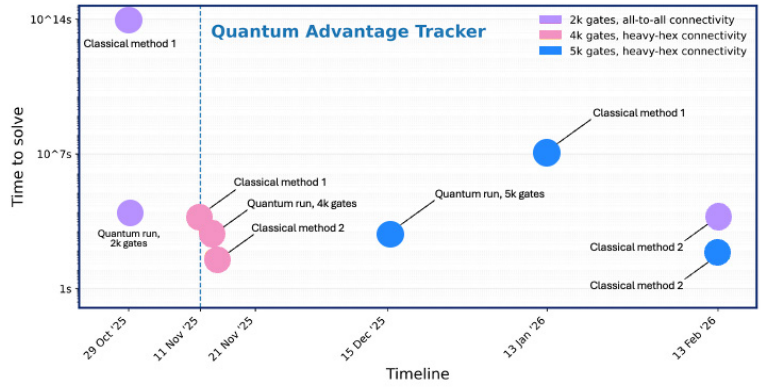 Quantum Advantage Tracker
2k gates, all-to-all connectivity
4k gates, heavy-hex connectivity
5k gates, heavy-hex connectivity
Time to solve
10^14s
10^7s
1s
Classical method 1
Quantum run,
2k gates
Classical method 1
Quantum run, 4k gates
Classical method 2
Quantum run, 5k gates
Classical method 1
Classical method 2
Classical method 2
29 Oct '25
11 Nov '25
21 Nov '25
15 Dec '25
13 Jan '26
13 Feb '26
Timeline